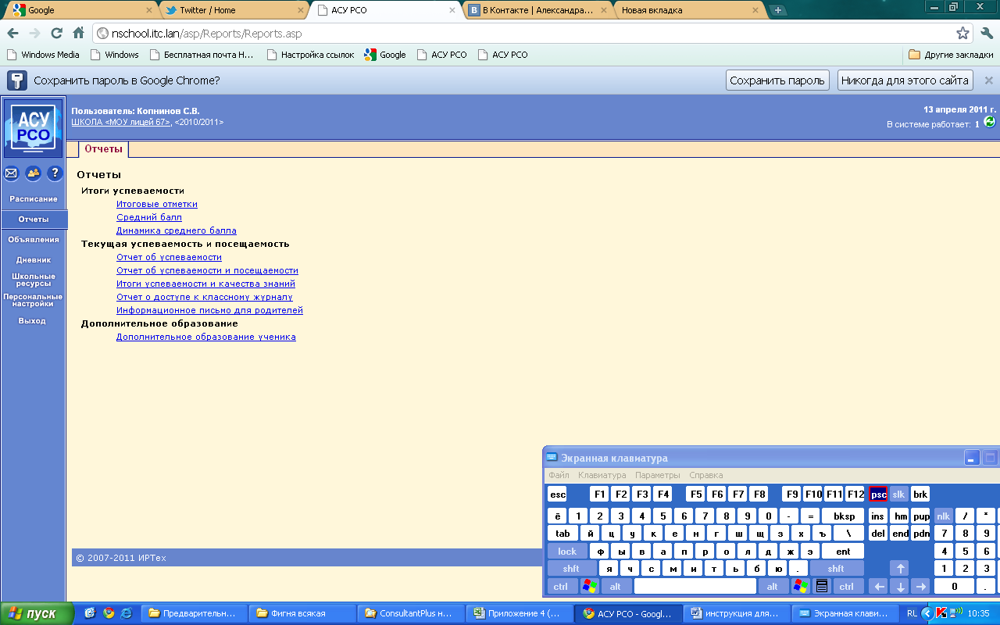 Google
Twitter / Home
АСУ РСО
В Контакте | Александра...
Новая вкладка
nschool.itc.lan/asp/Reports/Reports.asp
Windows Media
Windows
Бесплатная почта H...
Настройка ссылок
Google
АСУ РСО
АСУ РСО
Другие закладки
Сохранить пароль в Google Chrome?
Сохранить пароль
Никогда для этого сайта
АСУ
РСО
Пользователь: Копнинов С.В.
ШКОЛА <МОУ лицей 67>, <2010/2011>
13 апреля 2011 г.
В системе работает: 1
Расписание
Отчеты
Объявления
Дневник
Школьные
ресурсы
Персональные
настройки
Выход
Отчеты
Отчеты
Итоги успеваемости
Итоговые отметки
Средний балл
Динамика среднего балла
Текущая успеваемость и посещаемость
Отчет об успеваемости
Отчет об успеваемости и посещаемости
Итоги успеваемости и качества знаний
Отчет о доступе к классному журналу
Информационное письмо для родителей
Дополнительное образование
Дополнительное образование ученика
© 2007-2011 ИРТех
Экранная клавиатура
Файл Клавиатура Параметры Справка
esc F1 F2 F3 F4 F5 F6 F7 F8 F9 F10 F11 F12 psc slk brk
ё 1 2 3 4 5 6 7 8 9 0 - = bksp ins hm pup nlk / *
tab й ц у к е н г ш щ з х ъ \ del end pdn 7 8 9
lock ф ы в а п р о л д ж э ent 4 5 6
shft я ч с м и т ь б ю . shft ↑ 1 2 3
ctrl alt alt ctrl ← ↓ → 0 .
пуск
Предварительн...
Фигня всякая
ConsultantPlus н...
Приложение 4 (...
АСУ РСО - Googl...
инструкция для...
Экранная клави...
RL
10:35